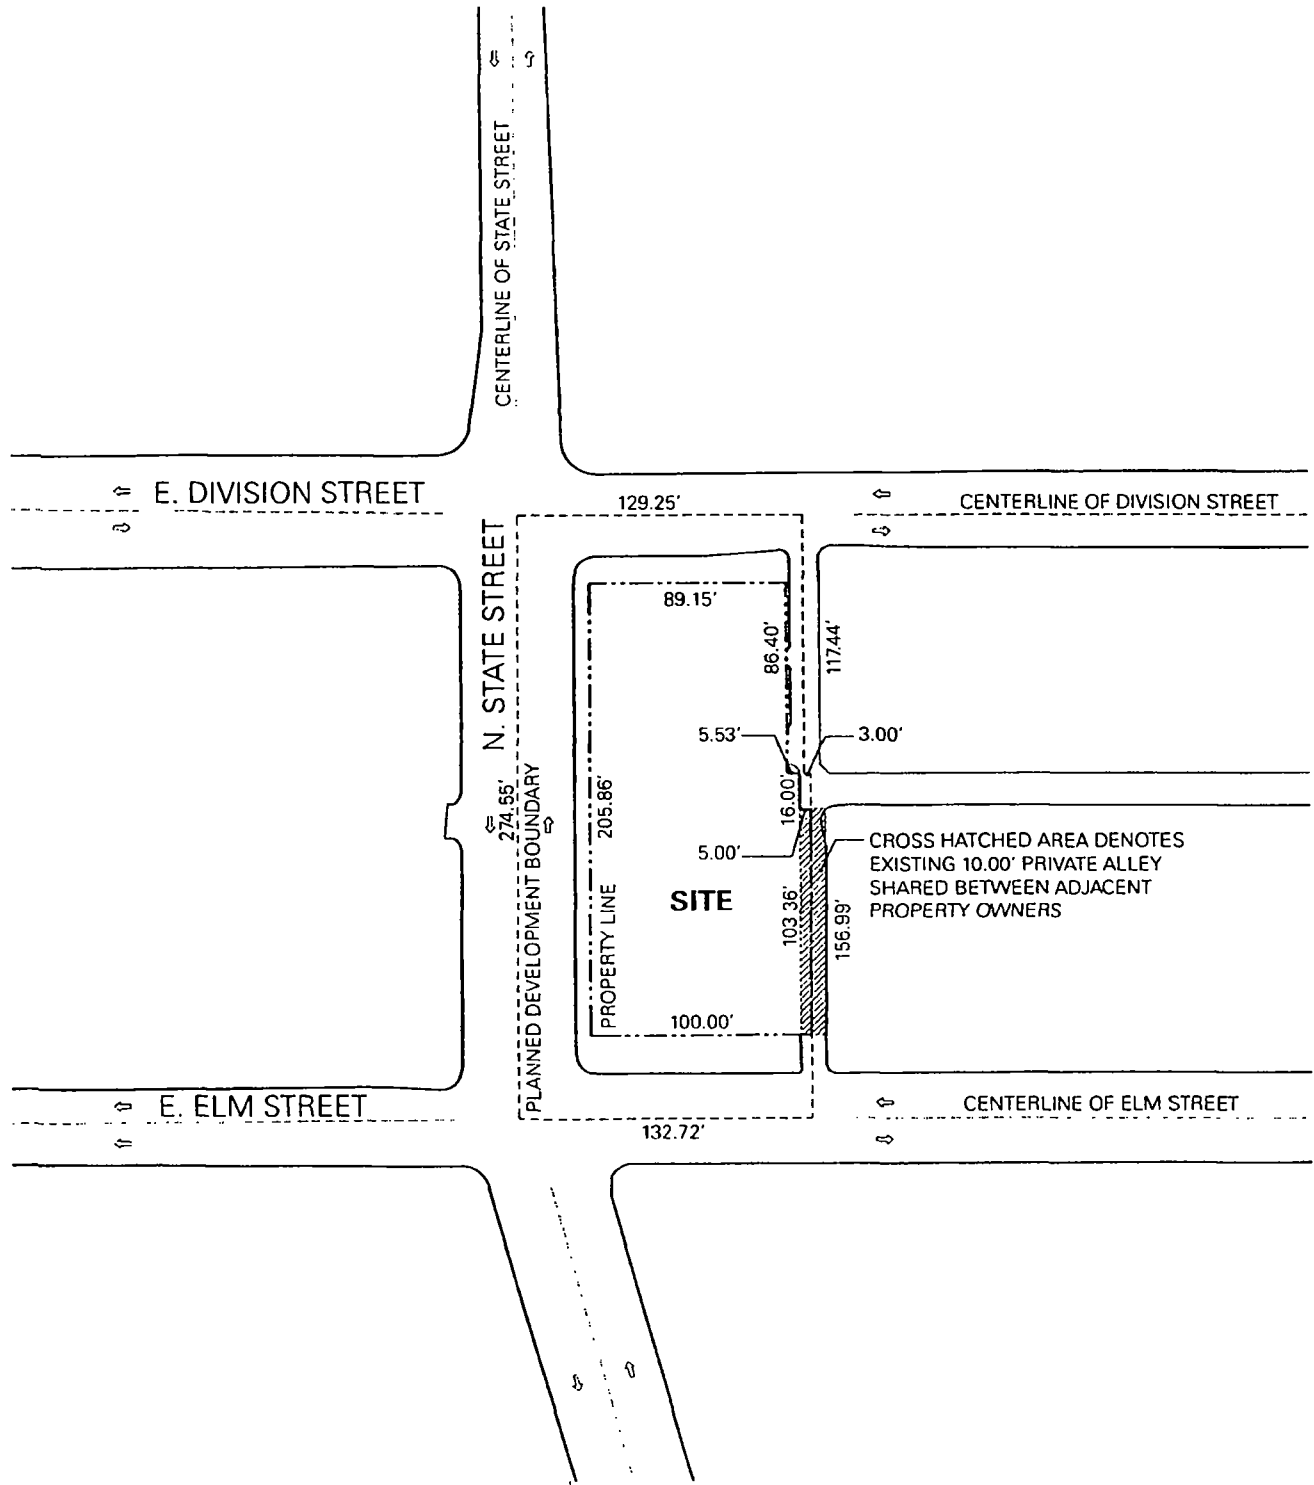 CENTERLINE OF STATE STREET
E. DIVISION STREET
CENTERLINE OF DIVISION STREET
129.25'
N. STATE STREET
89.15'
86.40'
117.44'
5.53'
3.00'
16.00'
274.55'
PLANNED DEVELOPMENT BOUNDARY
205.86'
PROPERTY LINE
5.00'
SITE
103.36'
156.99'
CROSS HATCHED AREA DENOTES
EXISTING 10.00' PRIVATE ALLEY
SHARED BETWEEN ADJACENT
PROPERTY OWNERS
100.00'
E. ELM STREET
CENTERLINE OF ELM STREET
132.72'